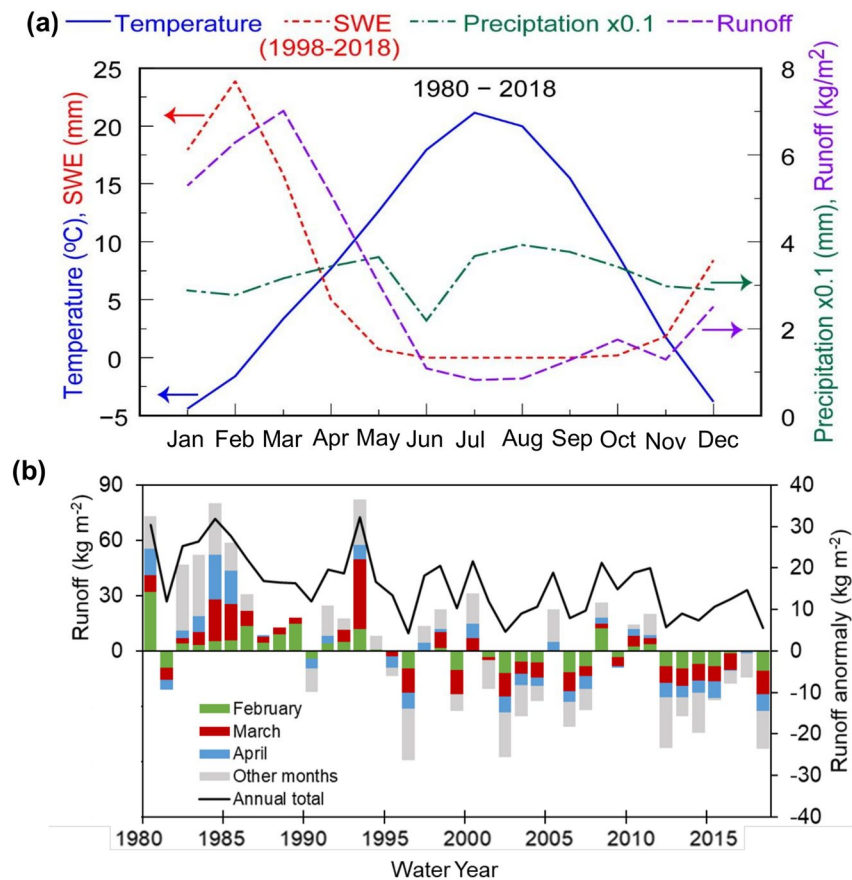 (a)
Temperature SWE Precipitation x0.1 Runoff
(1998-2018)
1980 – 2018
Temperature (ºC), SWE (mm)
25
20
15
10
5
0
−5
8
6
4
2
0
Precipitation x0.1 (mm), Runoff (kg/m²)
Jan Feb Mar Apr May Jun Jul Aug Sep Oct Nov Dec
(b)
Runoff (kg m⁻²)
90
60
30
0
40
30
20
10
0
-10
-20
-30
-40
Runoff anormaly (kg m⁻²)
February
March
April
Other months
Annual total
1980 1985 1990 1995 2000 2005 2010 2015
Water Year